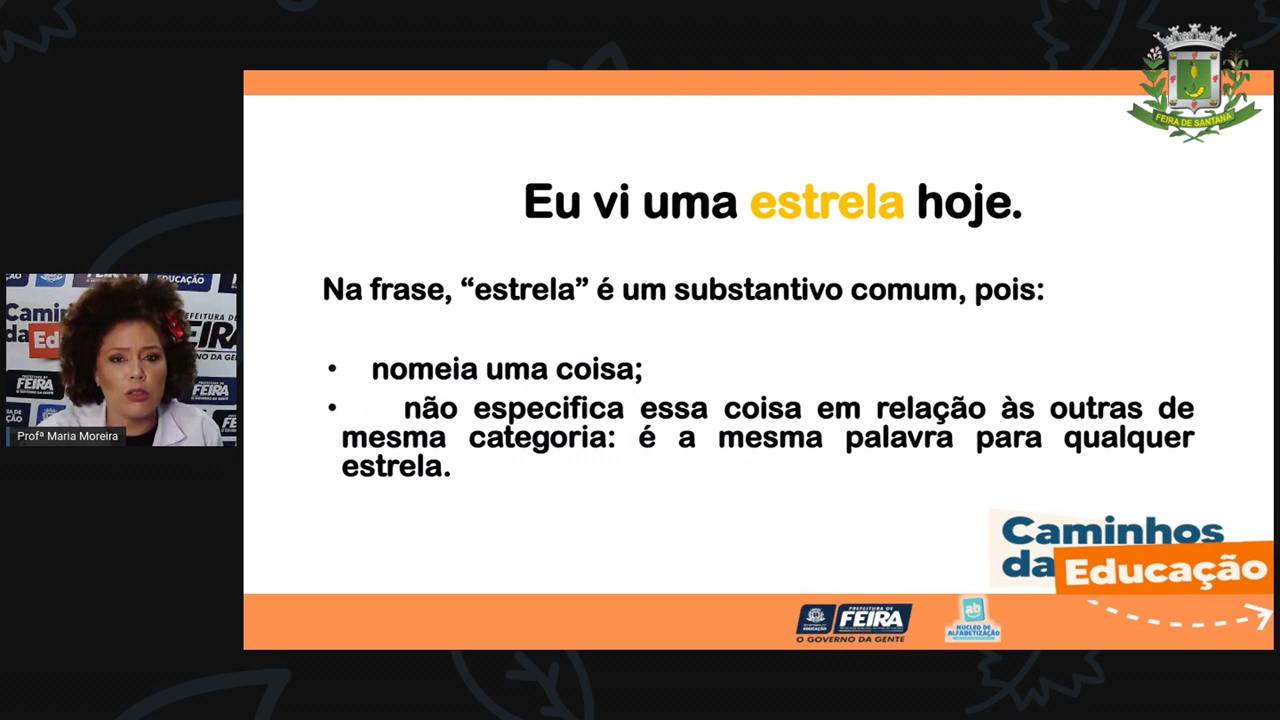 FEIRA DE SANTANA
Eu vi uma estrela hoje.
Na frase, “estrela” é um substantivo comum, pois:
• nomeia uma coisa;
• não especifica essa coisa em relação às outras de
mesma categoria: é a mesma palavra para qualquer
estrela.
Profª Maria Moreira
Caminhos
da Educação
PREFEITURA DE
FEIRA
EDUCAÇÃO
O GOVERNO DA GENTE
ab
NÚCLEO DE
ALFABETIZAÇÃO